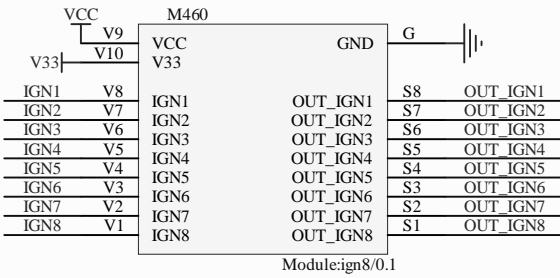 VCC M460
V9 VCC GND G
V33 V10 V33
IGN1 V8 IGN1 OUT_IGN1 S8 OUT_IGN1
IGN2 V7 IGN2 OUT_IGN2 S7 OUT_IGN2
IGN3 V6 IGN3 OUT_IGN3 S6 OUT_IGN3
IGN4 V5 IGN4 OUT_IGN4 S5 OUT_IGN4
IGN5 V4 IGN5 OUT_IGN5 S4 OUT_IGN5
IGN6 V3 IGN6 OUT_IGN6 S3 OUT_IGN6
IGN7 V2 IGN7 OUT_IGN7 S2 OUT_IGN7
IGN8 V1 IGN8 OUT_IGN8 S1 OUT_IGN8
Module:ign8/0.1